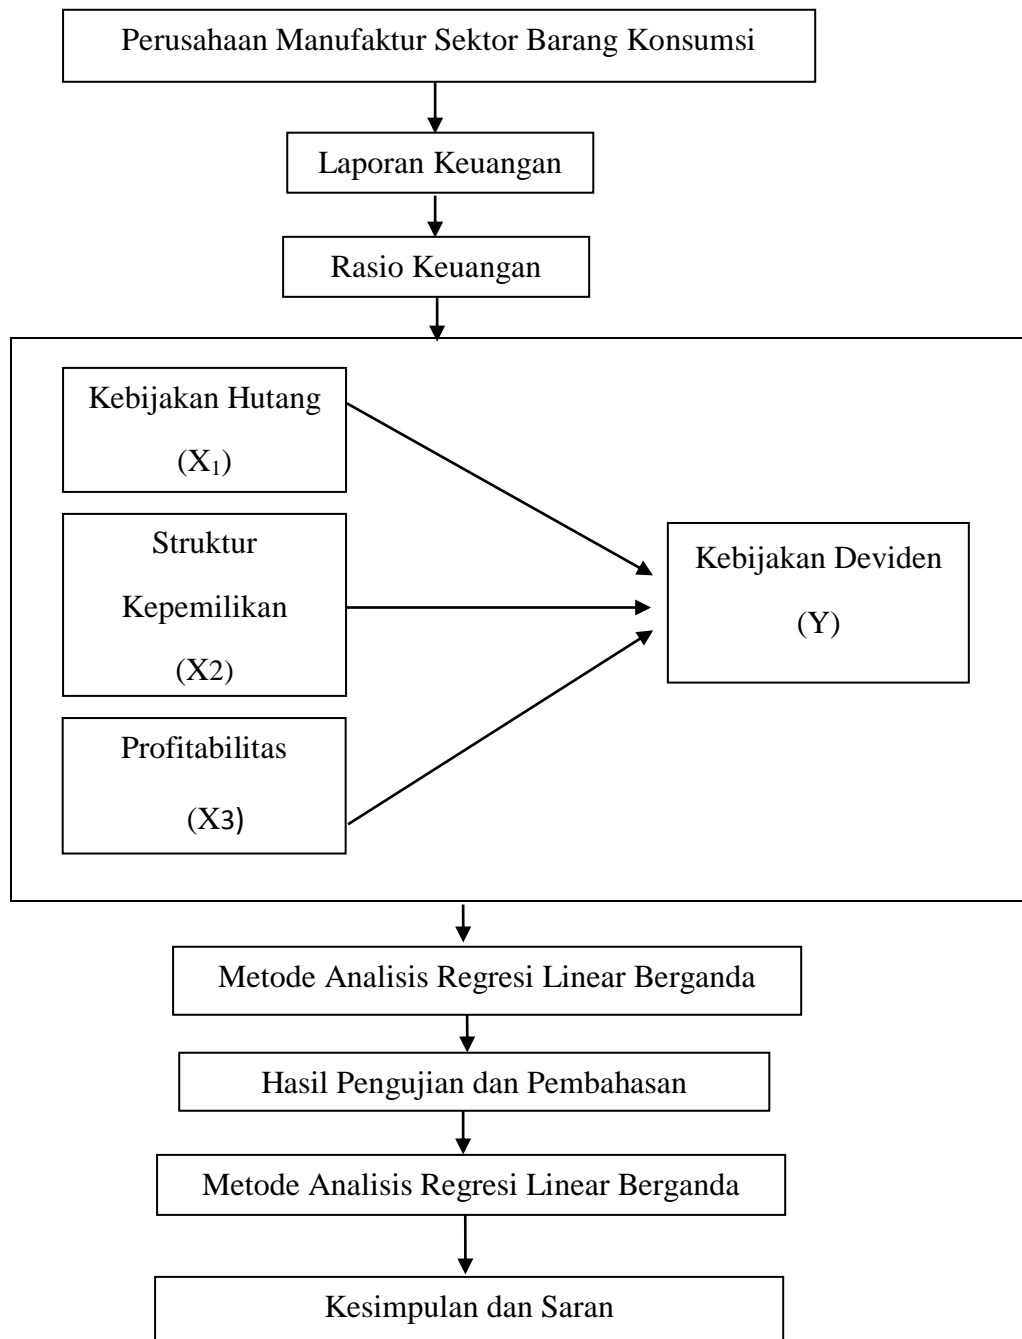 Perusahaan Manufaktur Sektor Barang Konsumsi
Laporan Keuangan
Rasio Keuangan
Kebijakan Hutang
(X₁)
Struktur
Kepemilikan
(X2)
Profitabilitas
(X3)
Kebijakan Deviden
(Y)
Metode Analisis Regresi Linear Berganda
Hasil Pengujian dan Pembahasan
Metode Analisis Regresi Linear Berganda
Kesimpulan dan Saran